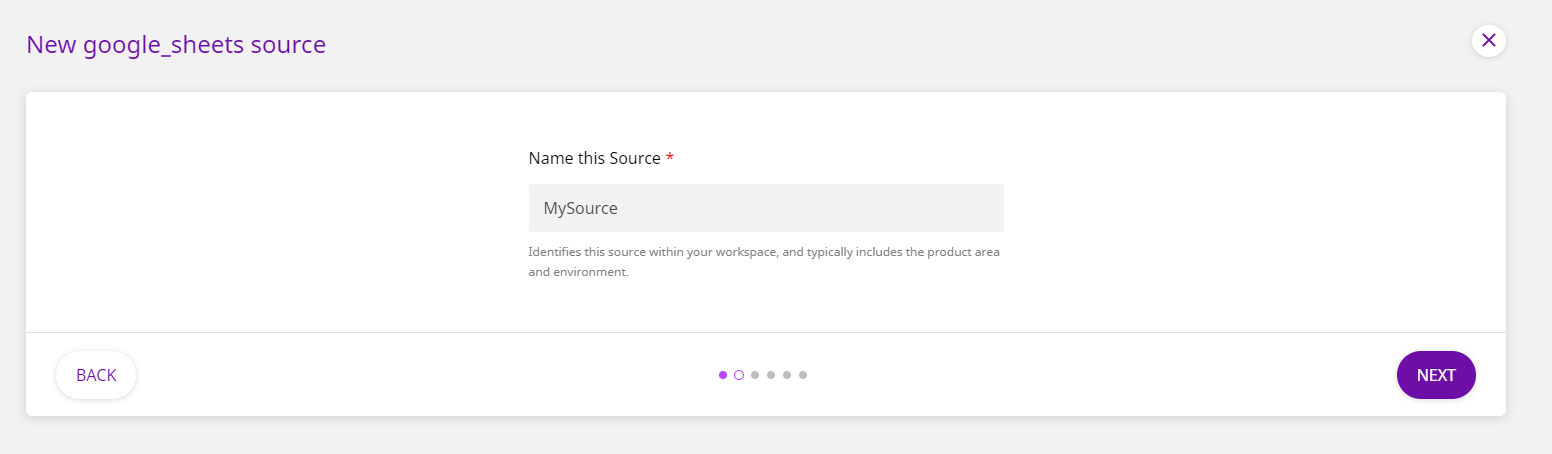 New google_sheets source
Name this Source *
MySource
Identifies this source within your workspace, and typically includes the product area
and environment.
BACK
NEXT